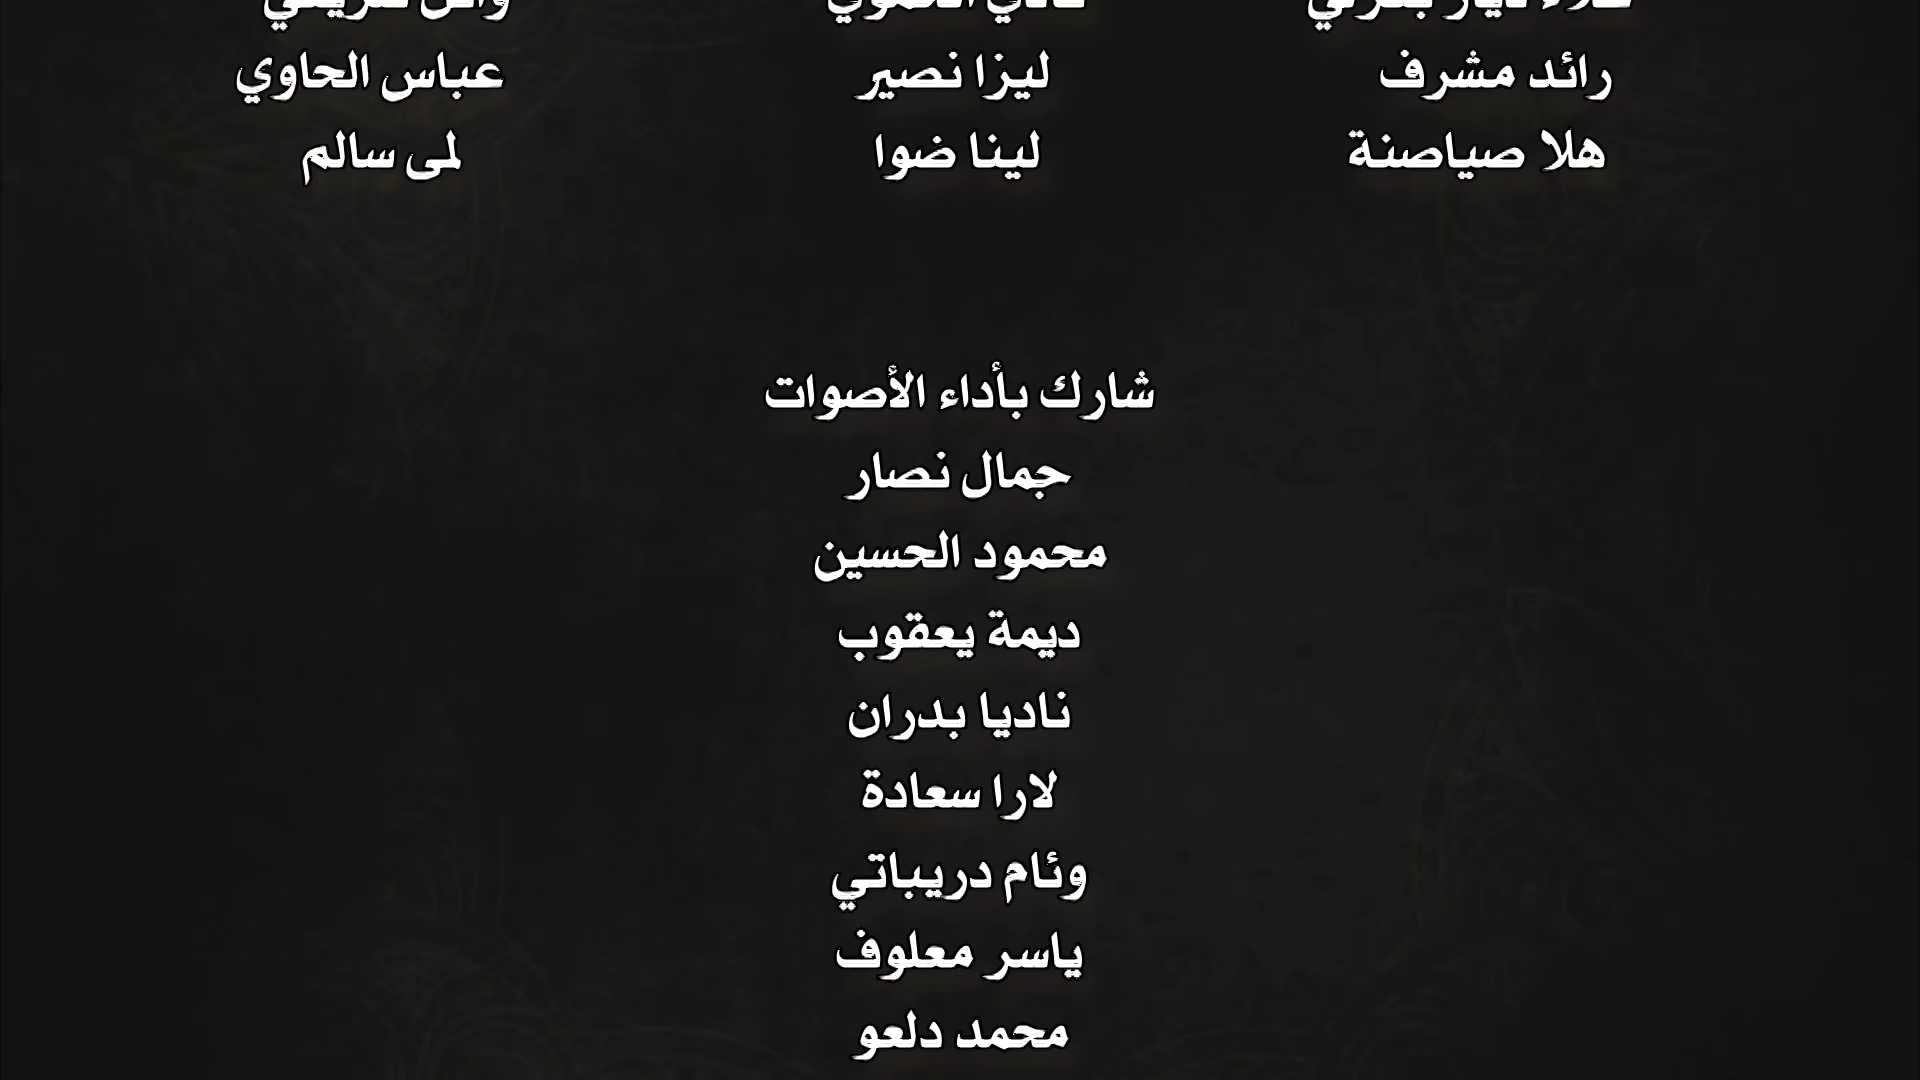 رائد مشرف ليزا نصير عباس الحاوي
هلا صياصنة لينا ضوا لمى سالم
شارك بأداء الأصوات
جمال نصار
محمود الحسين
ديمة يعقوب
ناديا بدران
لارا سعادة
وئام دريباتي
ياسر معلوف
محمد دلعو